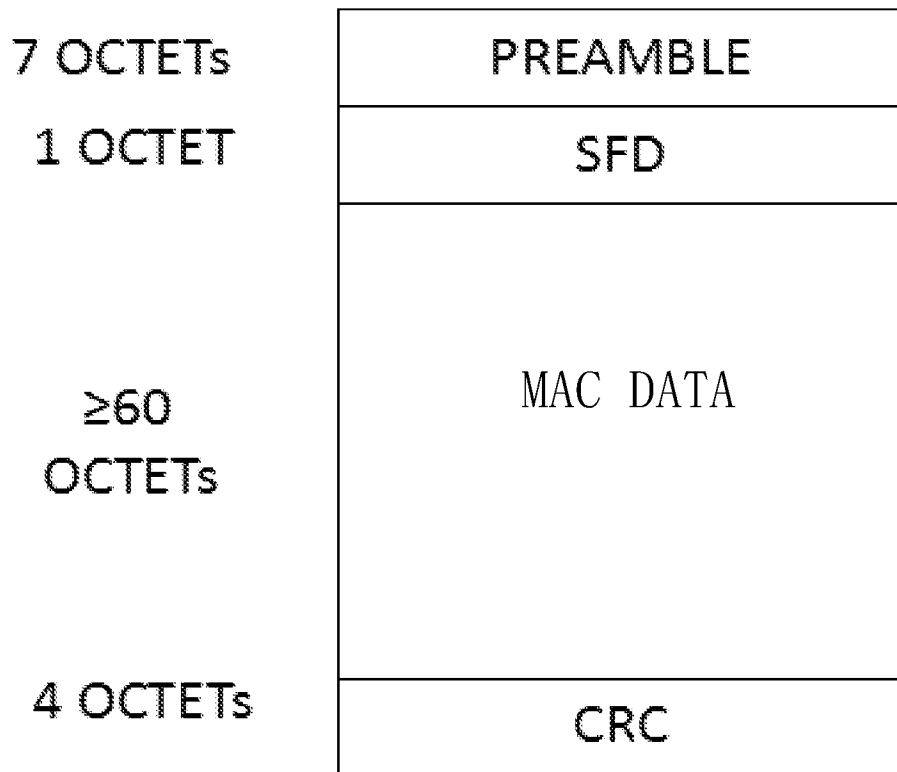 7 OCTETs
PREAMBLE
1 OCTET
SFD
≥60
OCTETs
MAC DATA
4 OCTETs
CRC